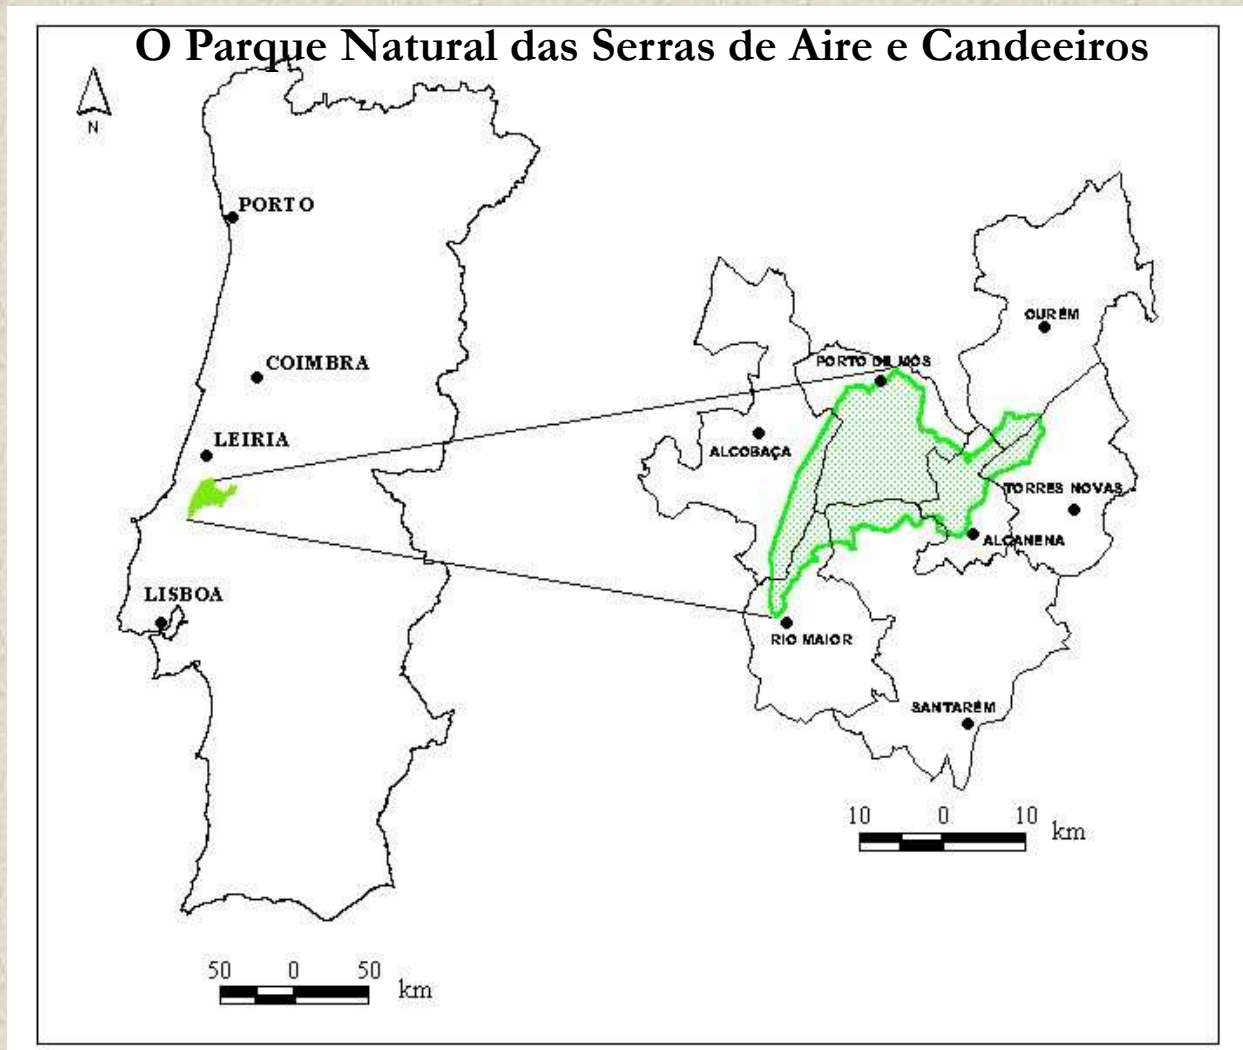 O Parque Natural das Serras de Aire e Candeeiros
N
PORTO
COIMBRA
LEIRIA
LISBOA
50 0 50
km
OURÉM
PORTO DE MÓS
ALCOBAÇA
TORRES NOVAS
ALCANENA
RIO MAIOR
SANTARÉM
10 0 10
km